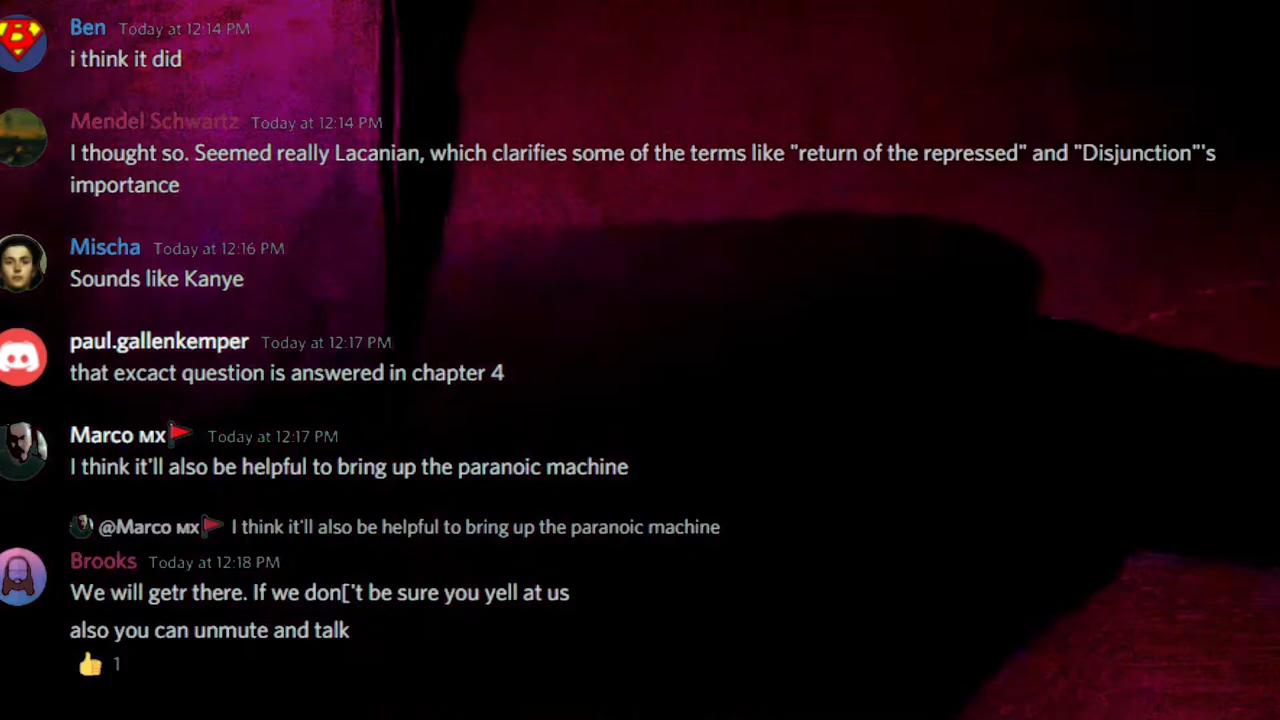 Ben Today at 12:14 PM
i think it did
Mendel Schwartz Today at 12:14 PM
I thought so. Seemed really Lacanian, which clarifies some of the terms like "return of the repressed" and "Disjunction"'s
importance
Mischa Today at 12:16 PM
Sounds like Kanye
paul.gallenkemper Today at 12:17 PM
that excact question is answered in chapter 4
Marco MX Today at 12:17 PM
I think it'll also be helpful to bring up the paranoic machine
@Marco MX I think it'll also be helpful to bring up the paranoic machine
Brooks Today at 12:18 PM
We will getr there. If we don['t be sure you yell at us
also you can unmute and talk
👍 1